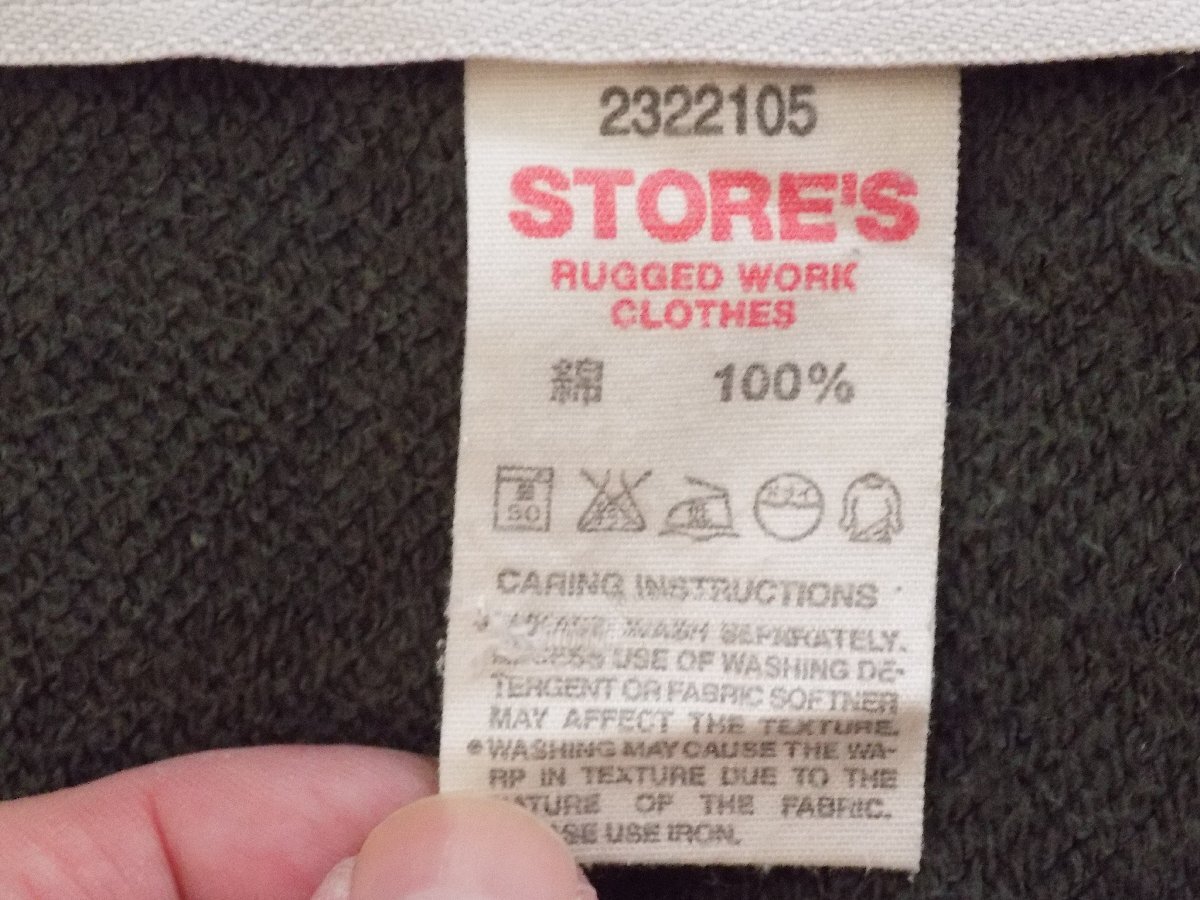 2322105
STORE'S
RUGGED WORK
CLOTHES
綿 100%
CARING INSTRUCTIONS
WASH SEPARATELY.
USE OF WASHING DE-
TERGENT OR FABRIC SOFTNER
MAY AFFECT THE TEXTURE.
●WASHING MAY CAUSE THE WA-
RP IN TEXTURE DUE TO THE
NATURE OF THE FABRIC.
USE IRON.